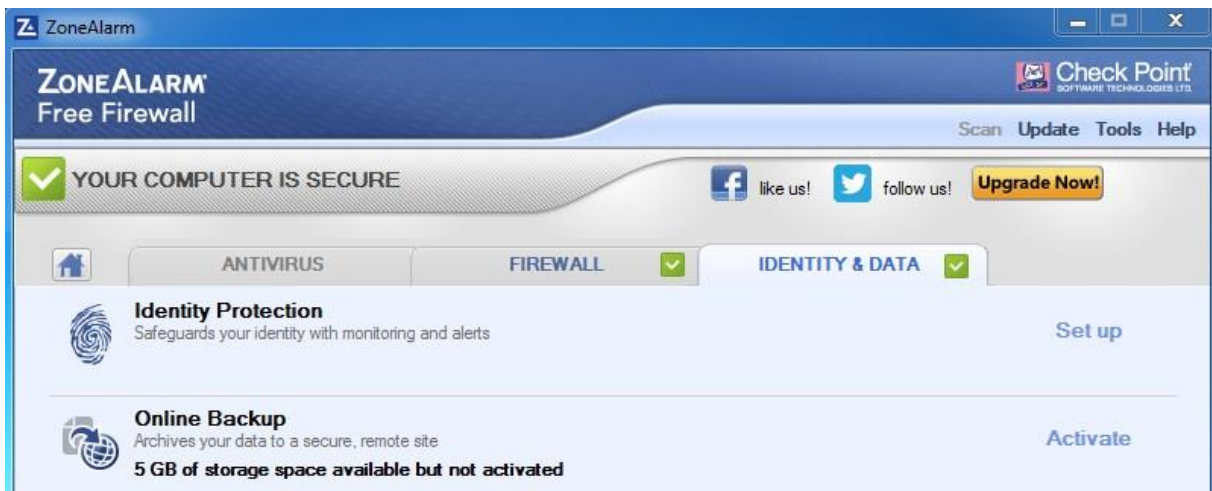 ZoneAlarm
ZONEALARM
Free Firewall
Check Point
SOFTWARE TECHNOLOGIES LTD.
Scan Update Tools Help
YOUR COMPUTER IS SECURE
like us! follow us! Upgrade Now!
ANTIVIRUS FIREWALL IDENTITY & DATA
Identity Protection
Safeguards your identity with monitoring and alerts
Set up
Online Backup
Archives your data to a secure, remote site
Activate
5 GB of storage space available but not activated